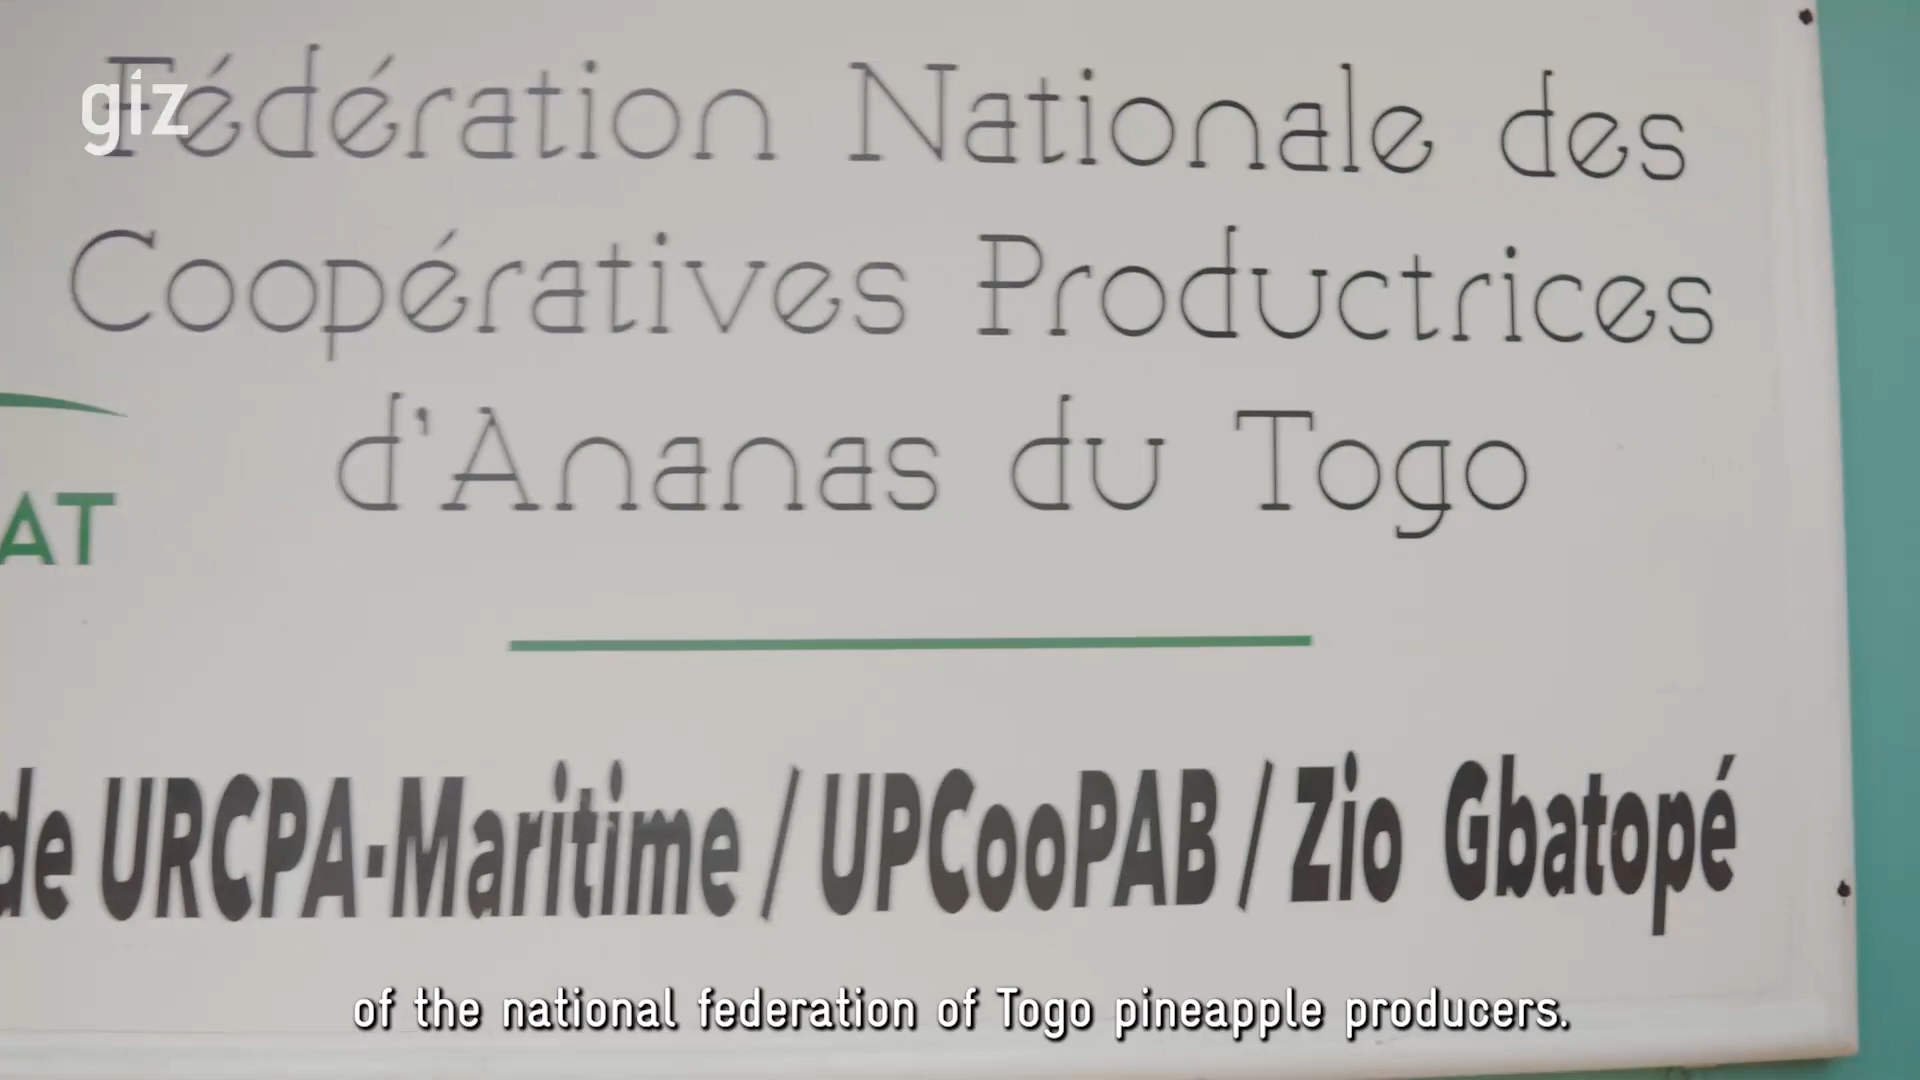 giz
Fédération Nationale des
Coopératives Productrices
d'Ananas du Togo
AT
de URCPA-Maritime / UPCooPAB / Zio Gbatopé
of the national federation of Togo pineapple producers.